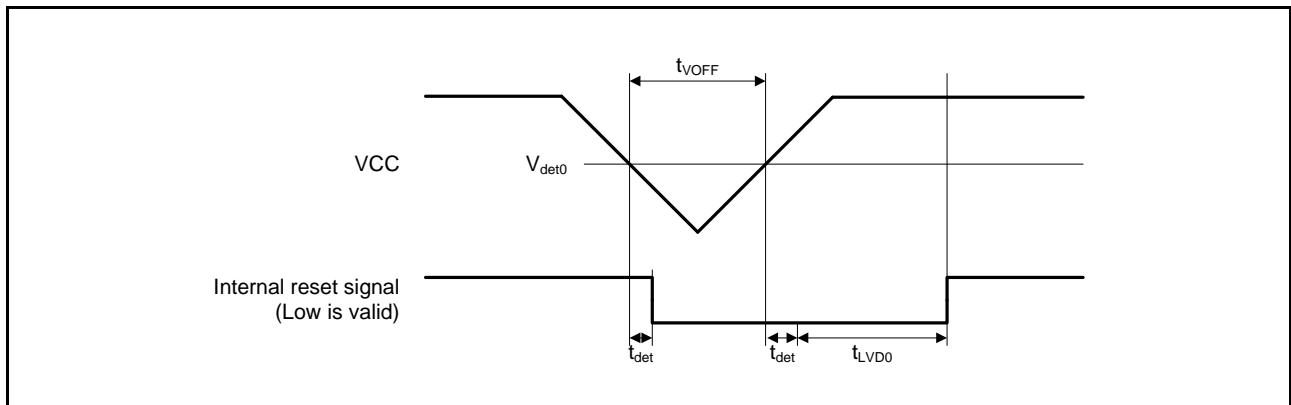 tVOFF
VCC
Vdet0
Internal reset signal
(Low is valid)
tdet
tdet
tLVD0